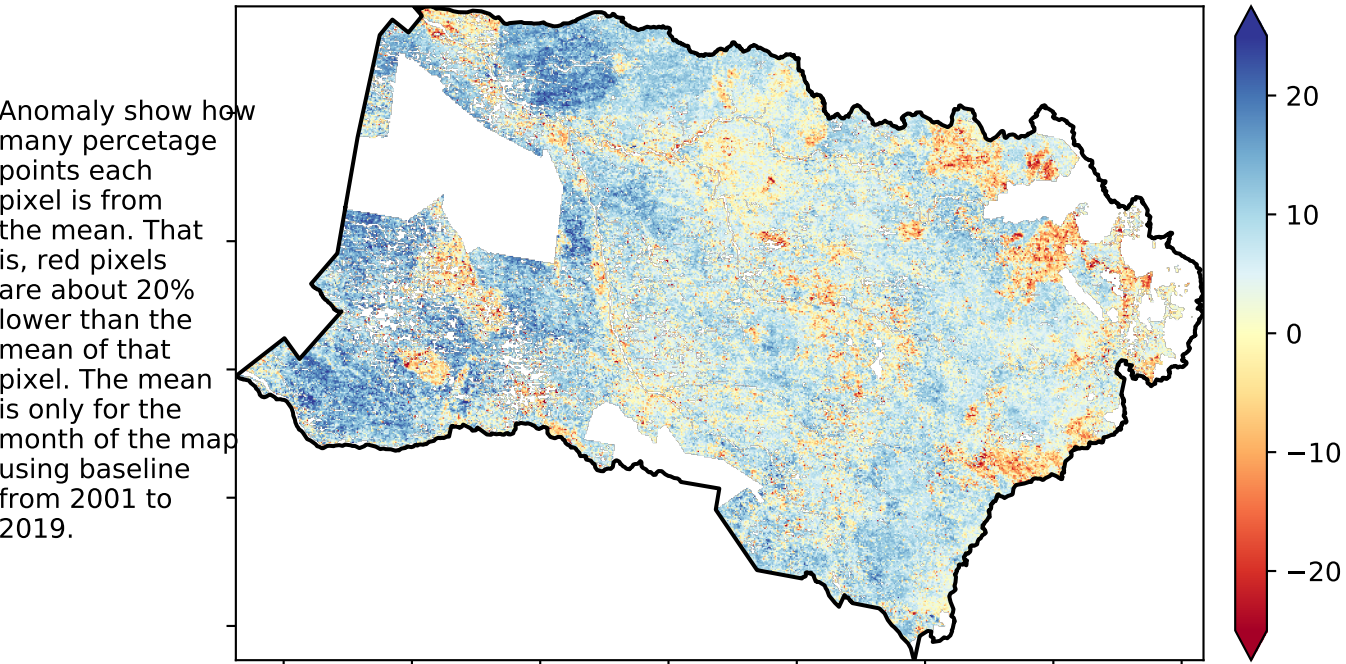 Anomaly show how
many percetage
points each
pixel is from
the mean. That
is, red pixels
are about 20%
lower than the
mean of that
pixel. The mean
is only for the
month of the map
using baseline
from 2001 to
2019.
20
10
0
−10
−20